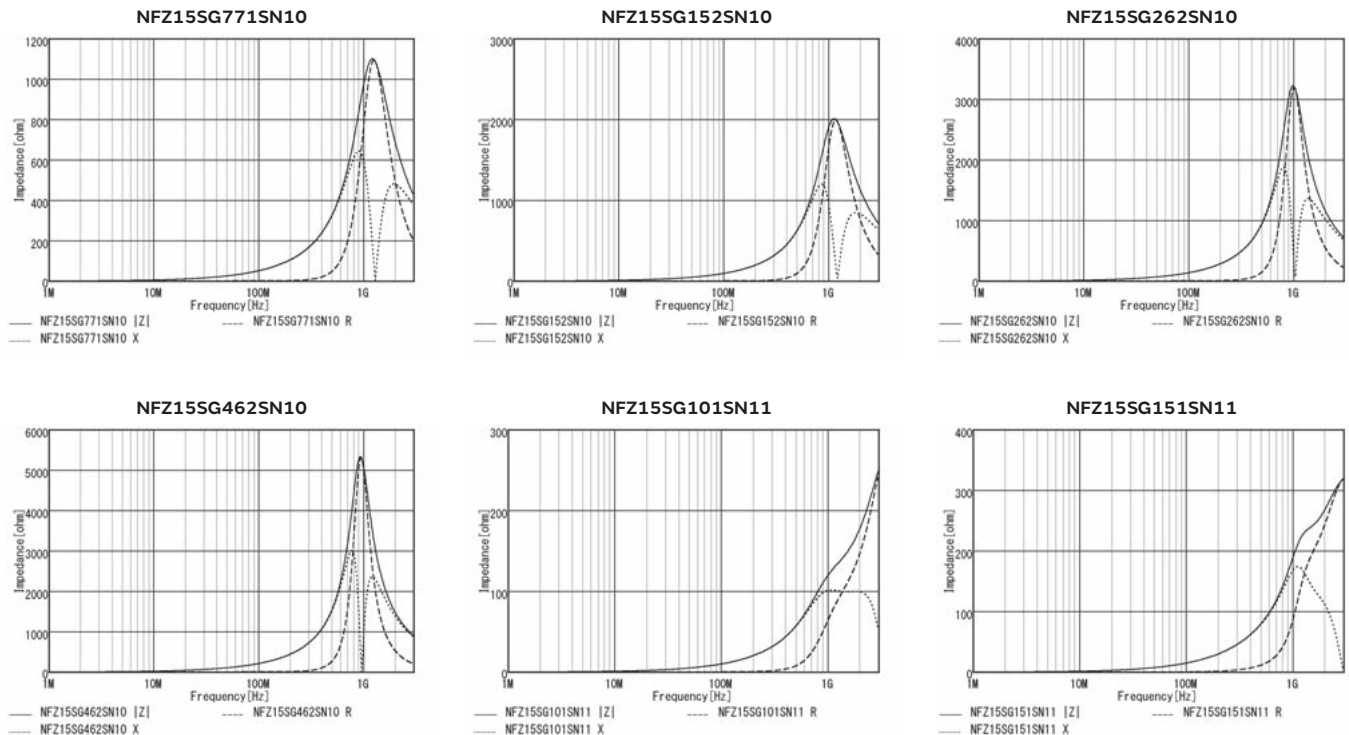 NFZ15SG771SN10
1200
1000
800
600
400
200
0
Impedance[ohm]
1M 10M 100M 1G
Frequency[Hz]
NFZ15SG771SN10 |Z| NFZ15SG771SN10 R
NFZ15SG771SN10 X
NFZ15SG152SN10
3000
2000
1000
0
Impedance[ohm]
1M 10M 100M 1G
Frequency[Hz]
NFZ15SG152SN10 |Z| NFZ15SG152SN10 R
NFZ15SG152SN10 X
NFZ15SG262SN10
4000
3000
2000
1000
0
Impedance[ohm]
1M 10M 100M 1G
Frequency[Hz]
NFZ15SG262SN10 |Z| NFZ15SG262SN10 R
NFZ15SG262SN10 X
NFZ15SG462SN10
6000
5000
4000
3000
2000
1000
0
Impedance[ohm]
1M 10M 100M 1G
Frequency[Hz]
NFZ15SG462SN10 |Z| NFZ15SG462SN10 R
NFZ15SG462SN10 X
NFZ15SG101SN11
300
200
100
0
Impedance[ohm]
1M 10M 100M 1G
Frequency[Hz]
NFZ15SG101SN11 |Z| NFZ15SG101SN11 R
NFZ15SG101SN11 X
NFZ15SG151SN11
400
300
200
100
0
Impedance[ohm]
1M 10M 100M 1G
Frequency[Hz]
NFZ15SG151SN11 |Z| NFZ15SG151SN11 R
NFZ15SG151SN11 X